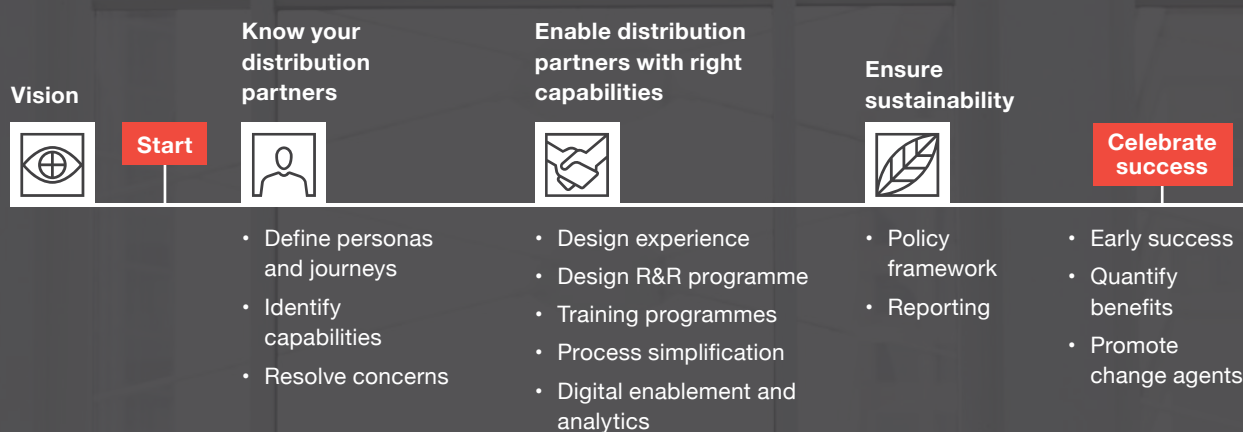 Vision
Start
Know your
distribution
partners
• Define personas
and journeys
• Identify
capabilities
• Resolve concerns
Enable distribution
partners with right
capabilities
• Design experience
• Design R&R programme
• Training programmes
• Process simplification
• Digital enablement and
analytics
Ensure
sustainability
• Policy
framework
• Reporting
Celebrate
success
• Early success
• Quantify
benefits
• Promote
change agents